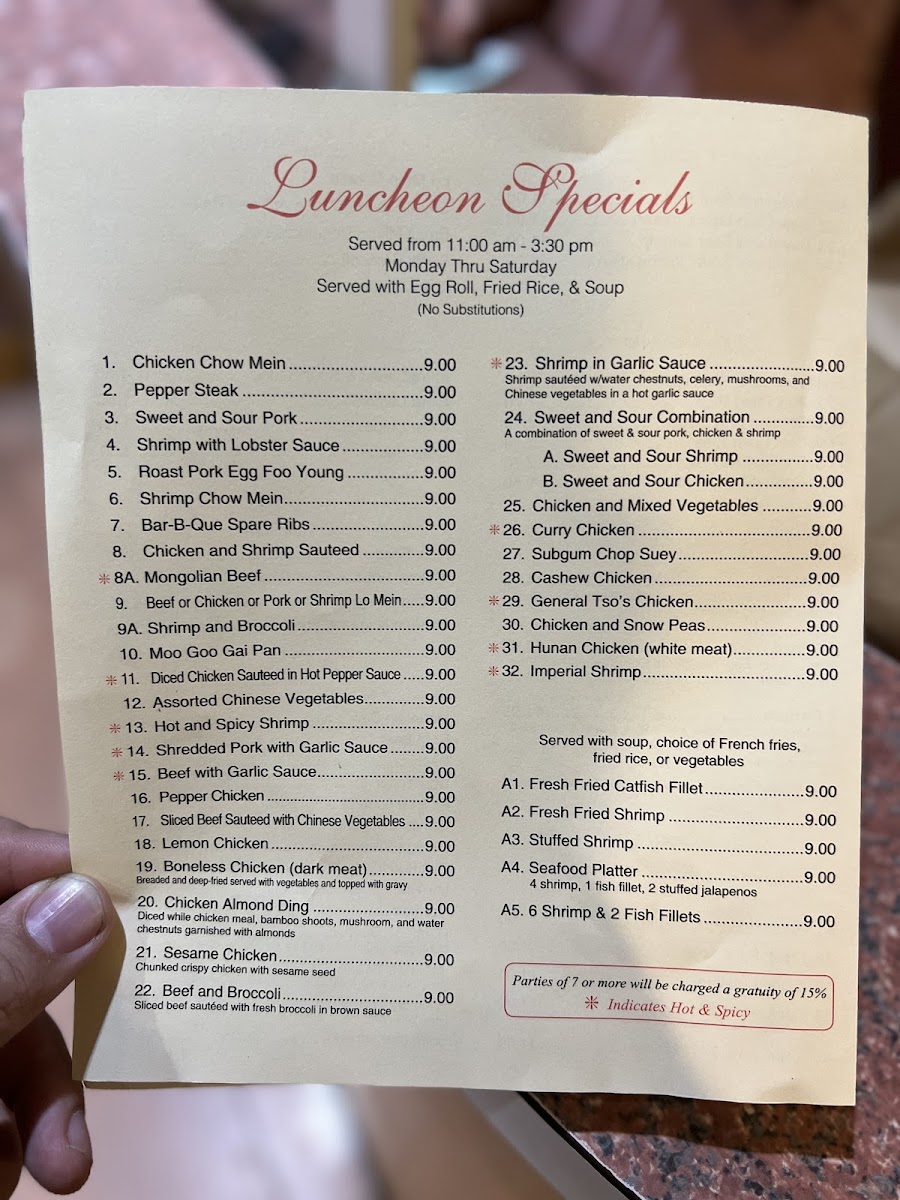 Luncheon Specials
Served from 11:00 am - 3:30 pm
Monday Thru Saturday
Served with Egg Roll, Fried Rice, & Soup
(No Substitutions)
1. Chicken Chow Mein..............................9.00
2. Pepper Steak ........................................9.00
3. Sweet and Sour Pork...........................9.00
4. Shrimp with Lobster Sauce..................9.00
5. Roast Pork Egg Foo Young .................9.00
6. Shrimp Chow Mein...............................9.00
7. Bar-B-Que Spare Ribs .........................9.00
8. Chicken and Shrimp Sauteed ..............9.00
❈ 8A. Mongolian Beef....................................9.00
9. Beef or Chicken or Pork or Shrimp Lo Mein.....9.00
9A. Shrimp and Broccoli.............................9.00
10. Moo Goo Gai Pan ................................9.00
❈ 11. Diced Chicken Sauteed in Hot Pepper Sauce .....9.00
12. Assorted Chinese Vegetables..............9.00
❈ 13. Hot and Spicy Shrimp .........................9.00
❈ 14. Shredded Pork with Garlic Sauce........9.00
❈ 15. Beef with Garlic Sauce........................9.00
16. Pepper Chicken ...................................9.00
17. Sliced Beef Sauteed with Chinese Vegetables ....9.00
18. Lemon Chicken ...................................9.00
19. Boneless Chicken (dark meat)...................9.00
Breaded and deep-fried served with vegetables and topped with gravy
20. Chicken Almond Ding .........................9.00
Diced while chicken meal, bamboo shoots, mushroom, and water
chestnuts garnished with almonds
21. Sesame Chicken................................9.00
Chunked crispy chicken with sesame seed
22. Beef and Broccoli...............................9.00
Sliced beef sautéed with fresh broccoli in brown sauce
❈ 23. Shrimp in Garlic Sauce .......................9.00
Shrimp sautéed w/water chestnuts, celery, mushrooms, and
Chinese vegetables in a hot garlic sauce
24. Sweet and Sour Combination .............9.00
A combination of sweet & sour pork, chicken & shrimp
A. Sweet and Sour Shrimp ................9.00
B. Sweet and Sour Chicken...............9.00
25. Chicken and Mixed Vegetables ...........9.00
❈ 26. Curry Chicken ......................................9.00
27. Subgum Chop Suey.............................9.00
28. Cashew Chicken ..................................9.00
❈ 29. General Tso's Chicken.........................9.00
30. Chicken and Snow Peas......................9.00
❈ 31. Hunan Chicken (white meat)................9.00
❈ 32. Imperial Shrimp....................................9.00
Served with soup, choice of French fries,
fried rice, or vegetables
A1. Fresh Fried Catfish Fillet......................9.00
A2. Fresh Fried Shrimp .............................9.00
A3. Stuffed Shrimp ....................................9.00
A4. Seafood Platter ...................................9.00
4 shrimp, 1 fish fillet, 2 stuffed jalapenos
A5. 6 Shrimp & 2 Fish Fillets ......................9.00
Parties of 7 or more will be charged a gratuity of 15%
❈ Indicates Hot & Spicy